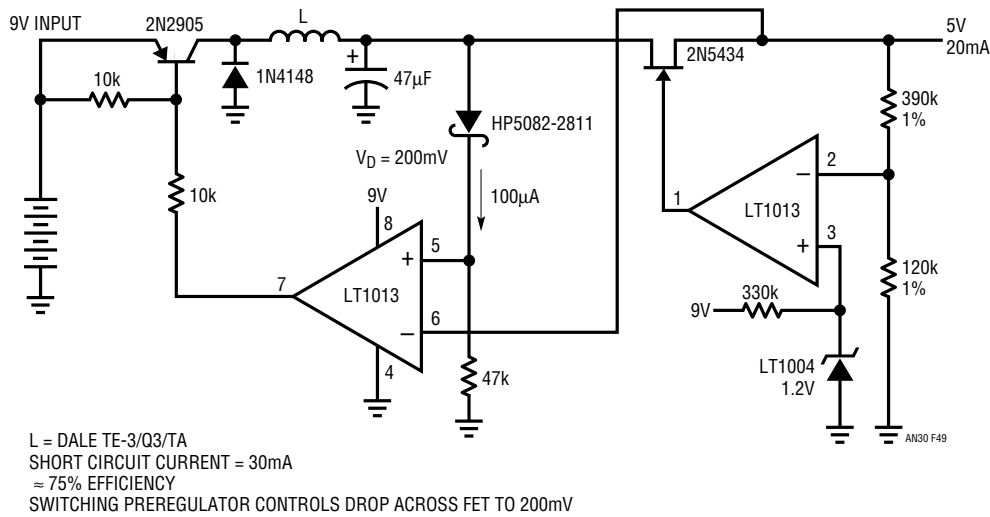 9V INPUT
2N2905
L
5V
20mA
10k
1N4148
+
47µF
2N5434
390k
1%
HP5082-2811
V_D = 200mV
100µA
10k
9V
8
5
+
7
LT1013
6
–
4
47k
2
–
1
LT1013
3
+
120k
1%
9V
330k
LT1004
1.2V
AN30 F49
L = DALE TE-3/Q3/TA
SHORT CIRCUIT CURRENT = 30mA
≈ 75% EFFICIENCY
SWITCHING PREREGULATOR CONTROLS DROP ACROSS FET TO 200mV